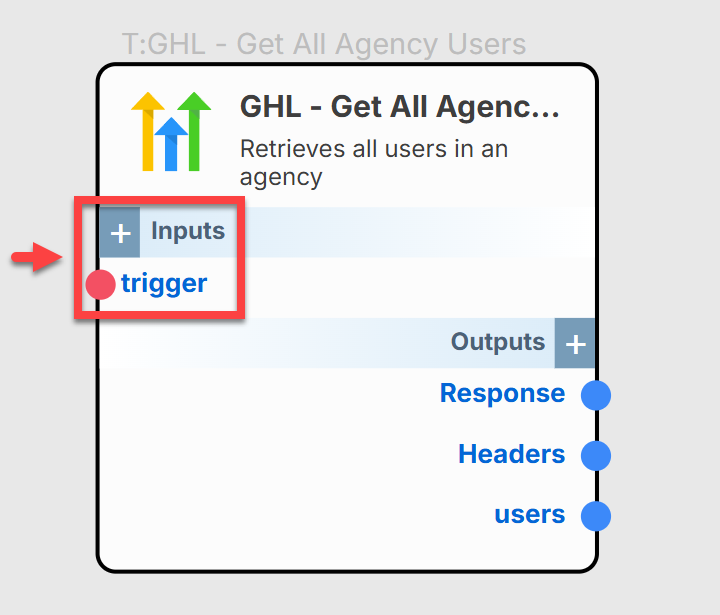 T:GHL - Get All Agency Users
GHL - Get All Agenc...
Retrieves all users in an
agency
+ Inputs
trigger
Outputs +
Response
Headers
users